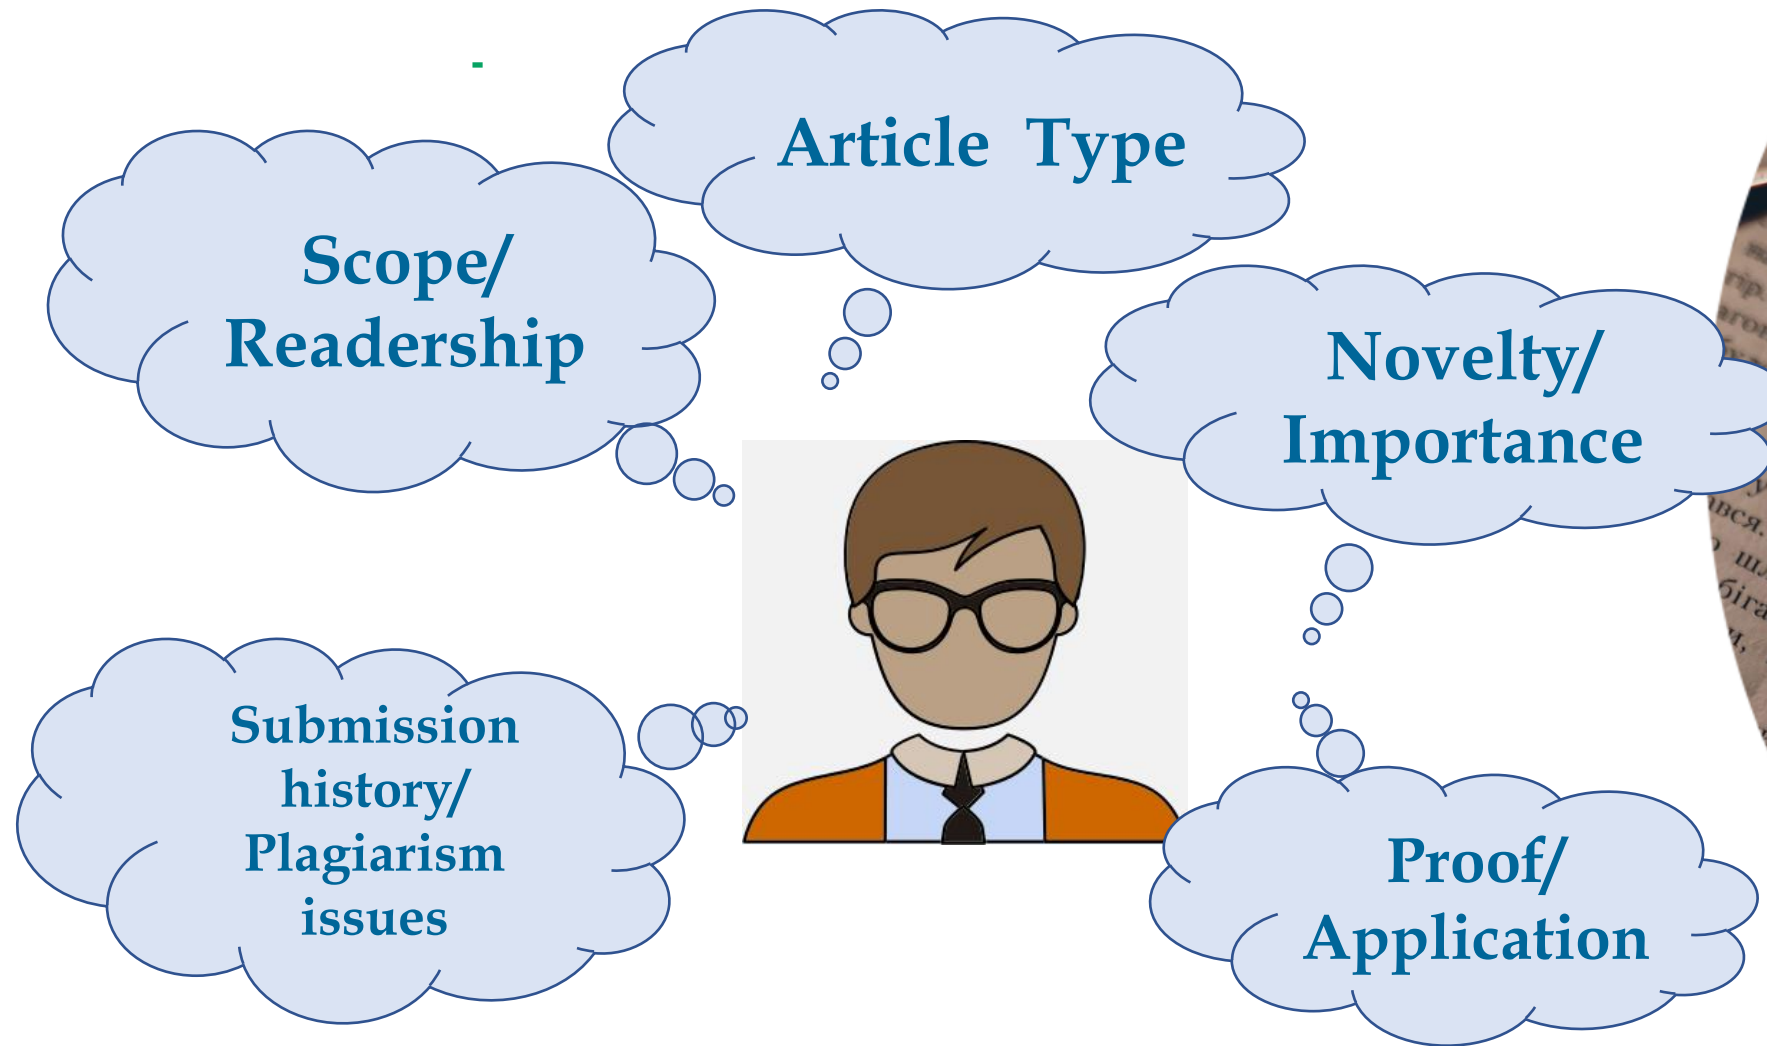 Article Type
Scope/
Readership
Novelty/
Importance
Submission
history/
Plagiarism
issues
Proof/
Application